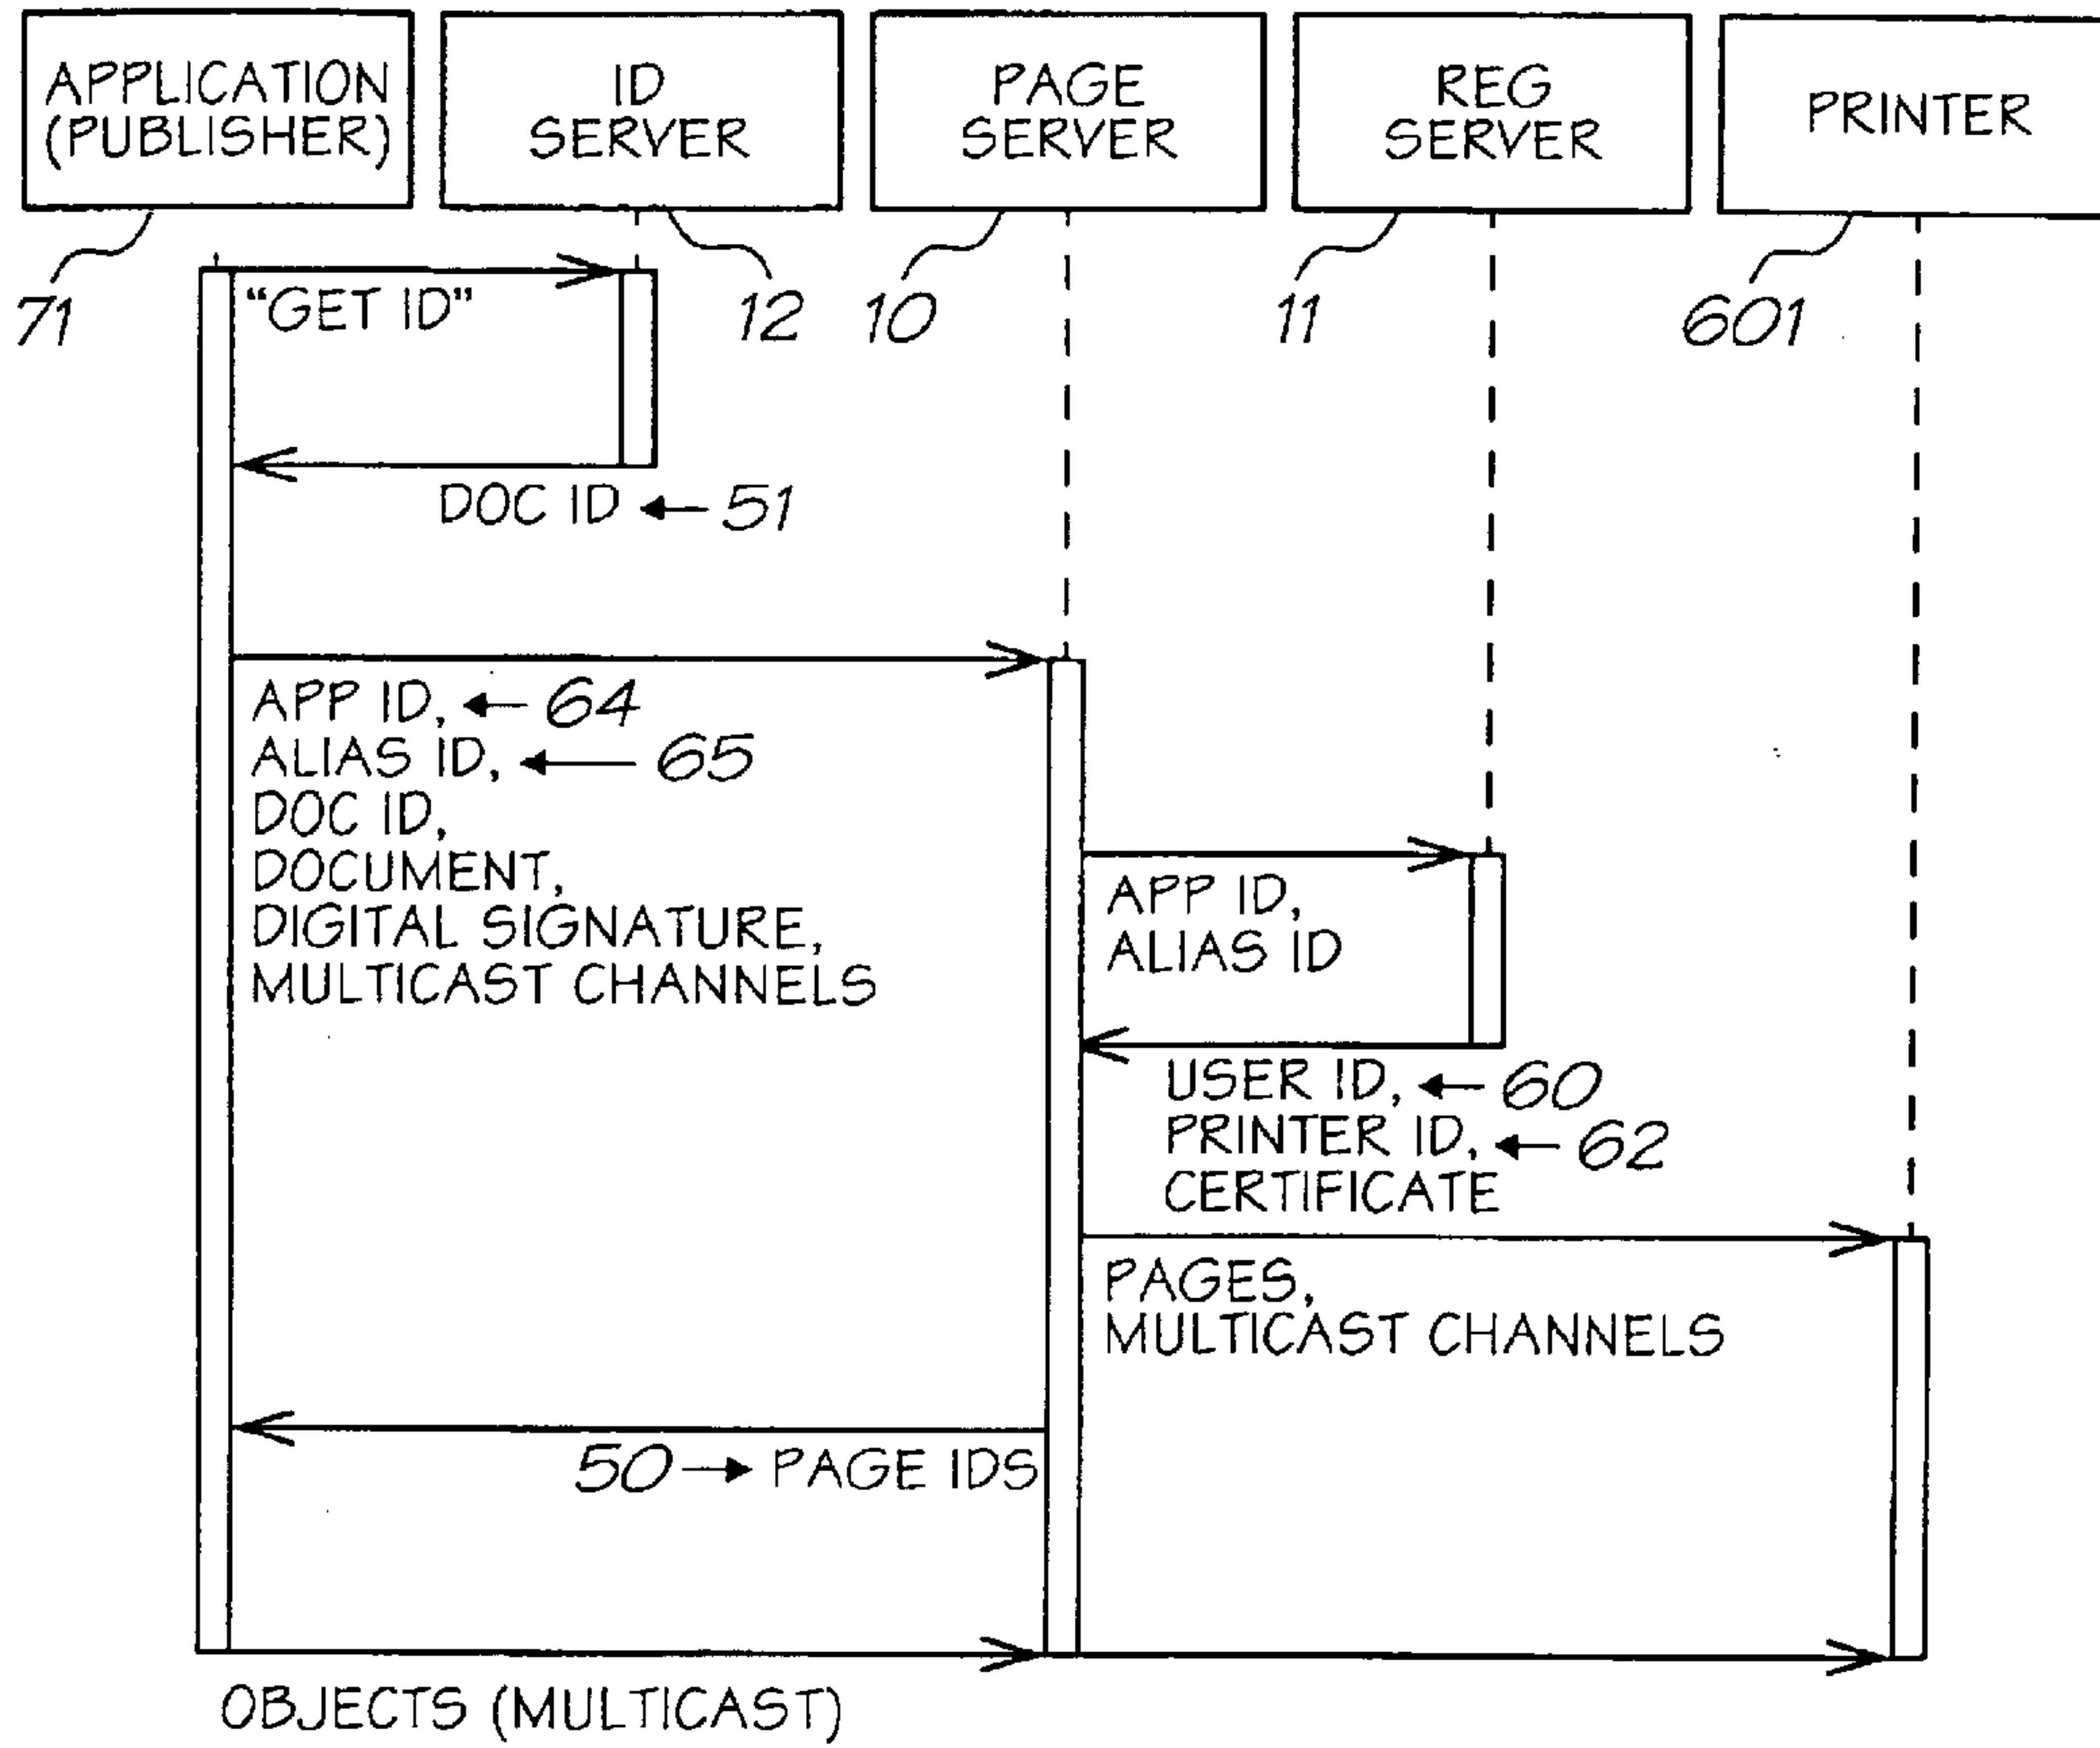 APPLICATION
(PUBLISHER)
ID
SERVER
PAGE
SERVER
REG
SERVER
PRINTER
71
12
10
11
601
"GET ID"
DOC ID
51
APP ID,
64
ALIAS ID,
65
DOC ID,
DOCUMENT,
DIGITAL SIGNATURE,
MULTICAST CHANNELS
APP ID,
ALIAS ID
USER ID,
60
PRINTER ID,
62
CERTIFICATE
PAGES,
MULTICAST CHANNELS
50
PAGE IDS
OBJECTS (MULTICAST)